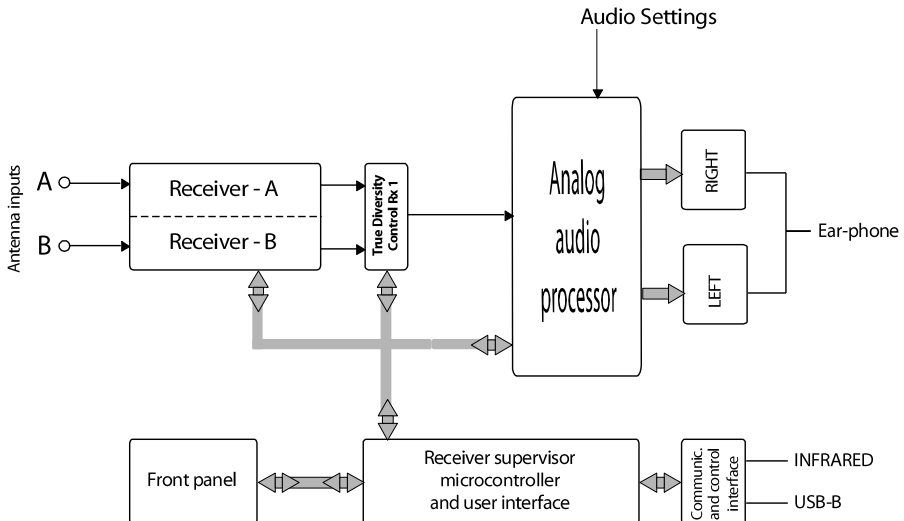 Audio Settings
Antenna inputs
A
B
Receiver - A
Receiver - B
True Diversity
Control Rx 1
Analog
audio
processor
RIGHT
LEFT
Ear-phone
Front panel
Receiver supervisor
microcontroller
and user interface
Communic.
and control
interface
INFRARED
USB-B